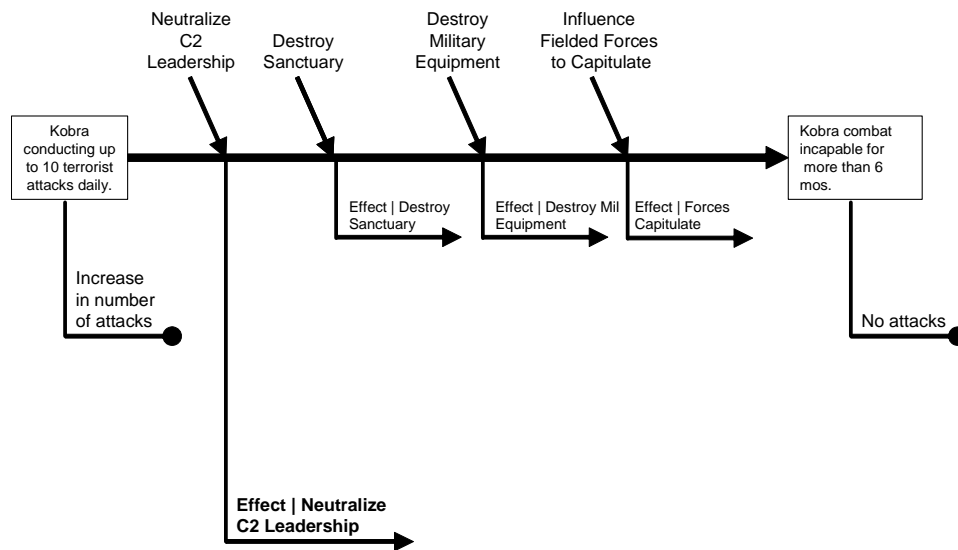 Neutralize
C2
Leadership
Destroy
Sanctuary
Destroy
Military
Equipment
Influence
Fielded Forces
to Capitulate
Kobra
conducting up
to 10 terrorist
attacks daily.
Kobra combat
incapable for
more than 6
mos.
Effect | Destroy
Sanctuary
Effect | Destroy Mil
Equipment
Effect | Forces
Capitulate
Increase
in number
of attacks
No attacks
Effect | Neutralize
C2 Leadership